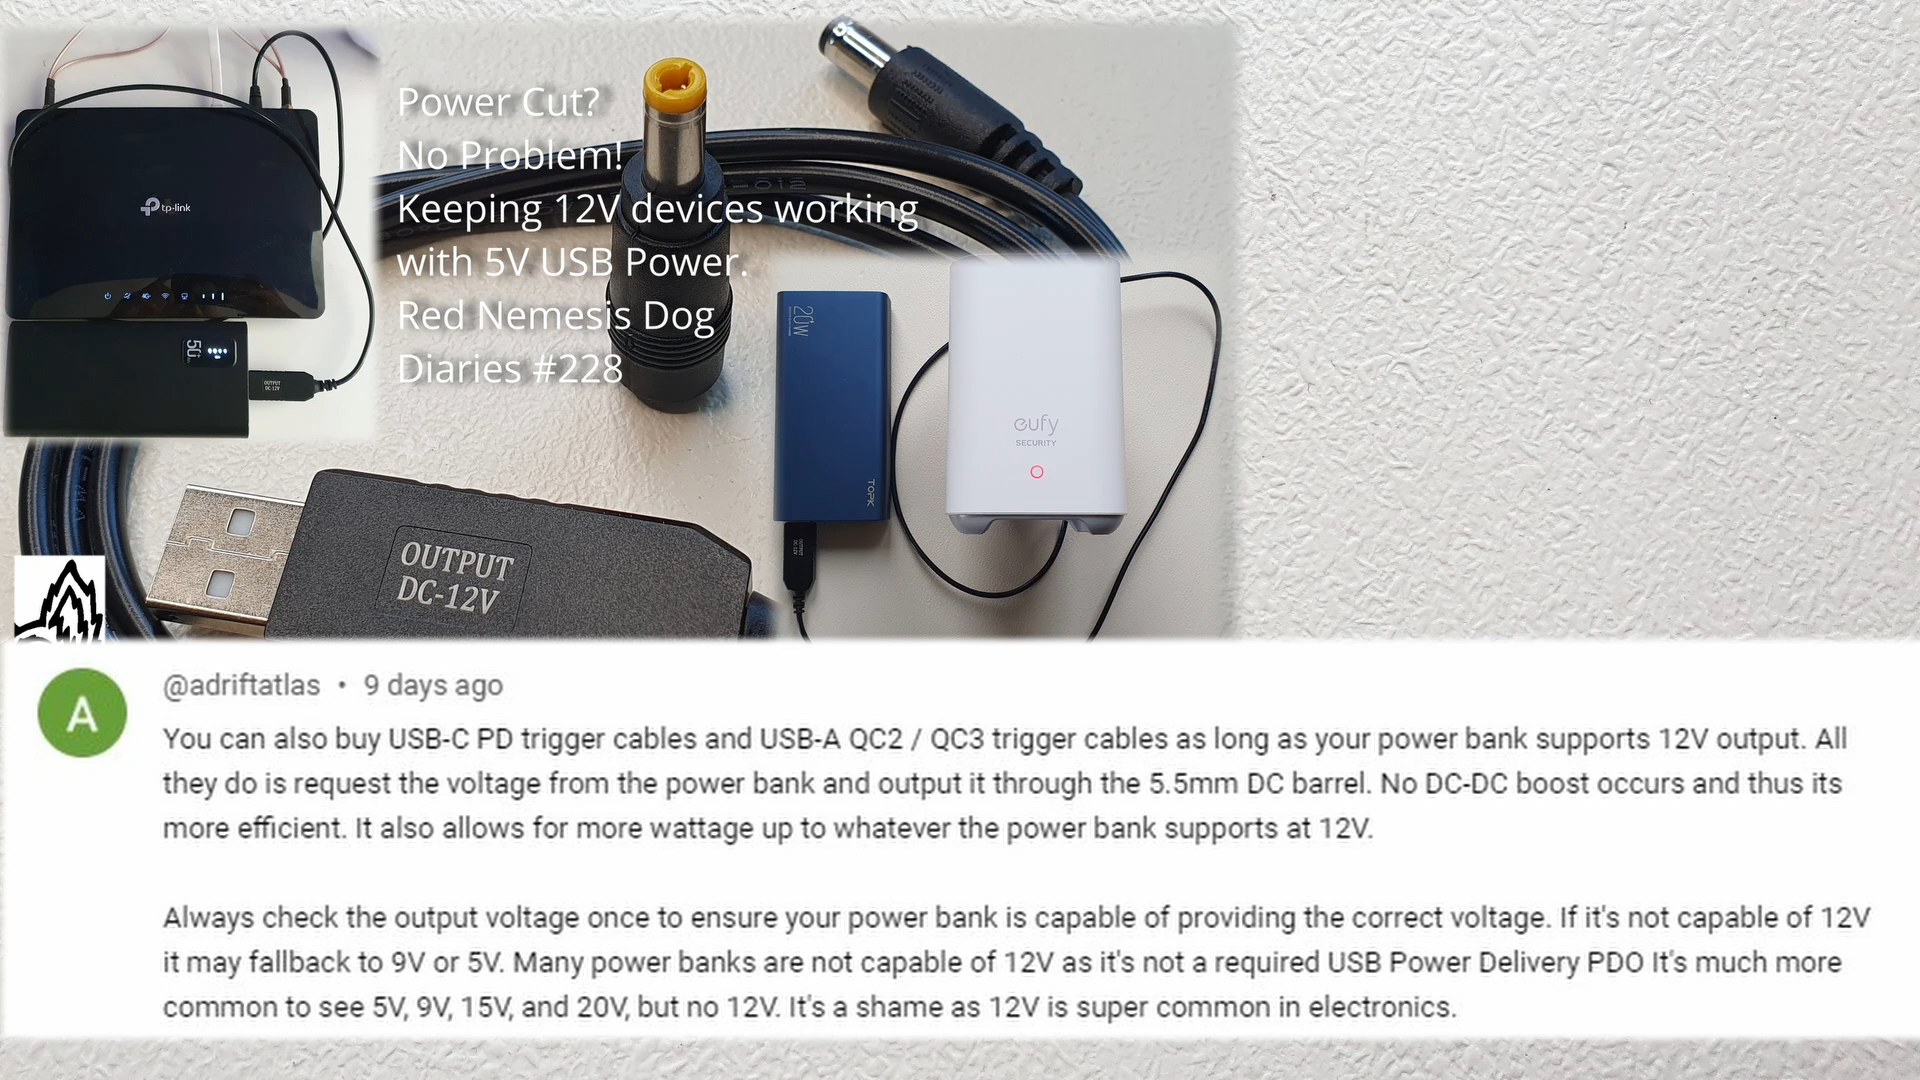 Power Cut?
No Problem!
Keeping 12V devices working
with 5V USB Power.
Red Nemesis Dog
Diaries #228
tp-link
OUTPUT
DC-12V
20W
TOPK
eufy
SECURITY
OUTPUT
DC-12V
A
@adriftatlas • 9 days ago
You can also buy USB-C PD trigger cables and USB-A QC2 / QC3 trigger cables as long as your power bank supports 12V output. All
they do is request the voltage from the power bank and output it through the 5.5mm DC barrel. No DC-DC boost occurs and thus its
more efficient. It also allows for more wattage up to whatever the power bank supports at 12V.
Always check the output voltage once to ensure your power bank is capable of providing the correct voltage. If it's not capable of 12V
it may fallback to 9V or 5V. Many power banks are not capable of 12V as it's not a required USB Power Delivery PDO It's much more
common to see 5V, 9V, 15V, and 20V, but no 12V. It's a shame as 12V is super common in electronics.